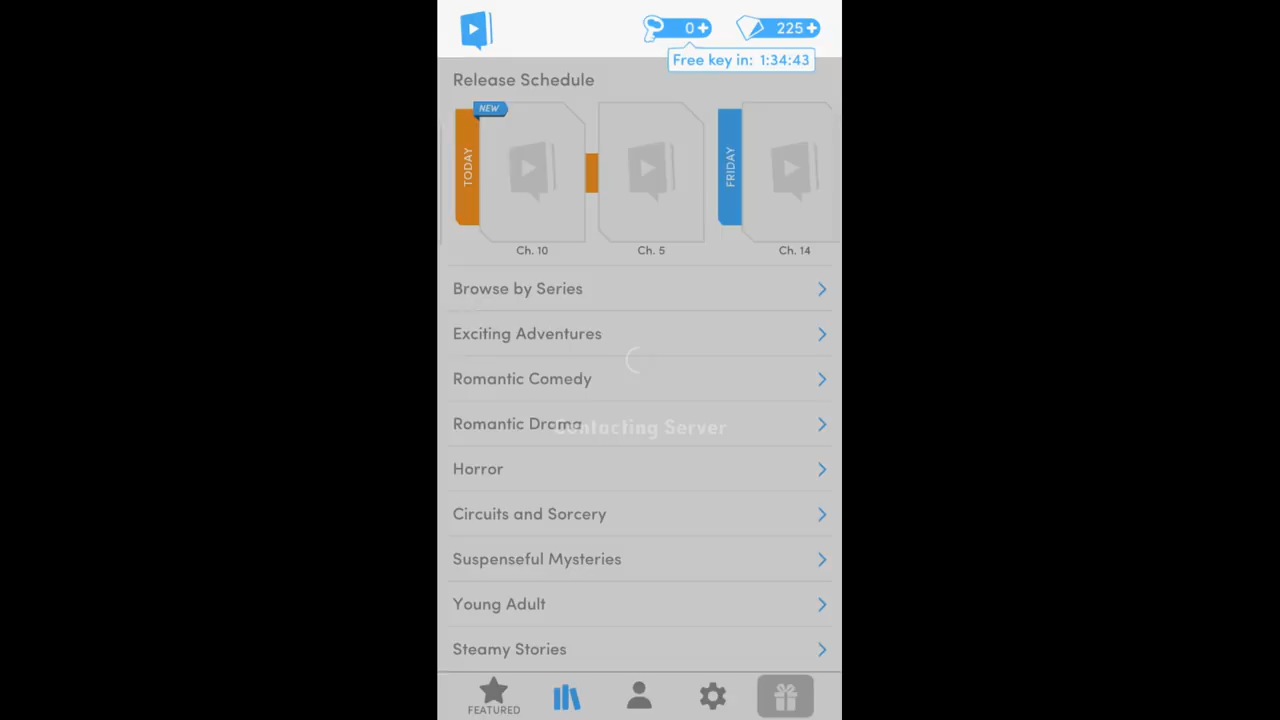 0+
225+
Free key in: 1:34:43
Release Schedule
NEW
TODAY
FRIDAY
Ch. 10
Ch. 5
Ch. 14
Browse by Series
Exciting Adventures
Romantic Comedy
Romantic Drama
Contacting Server
Horror
Circuits and Sorcery
Suspenseful Mysteries
Young Adult
Steamy Stories
FEATURED